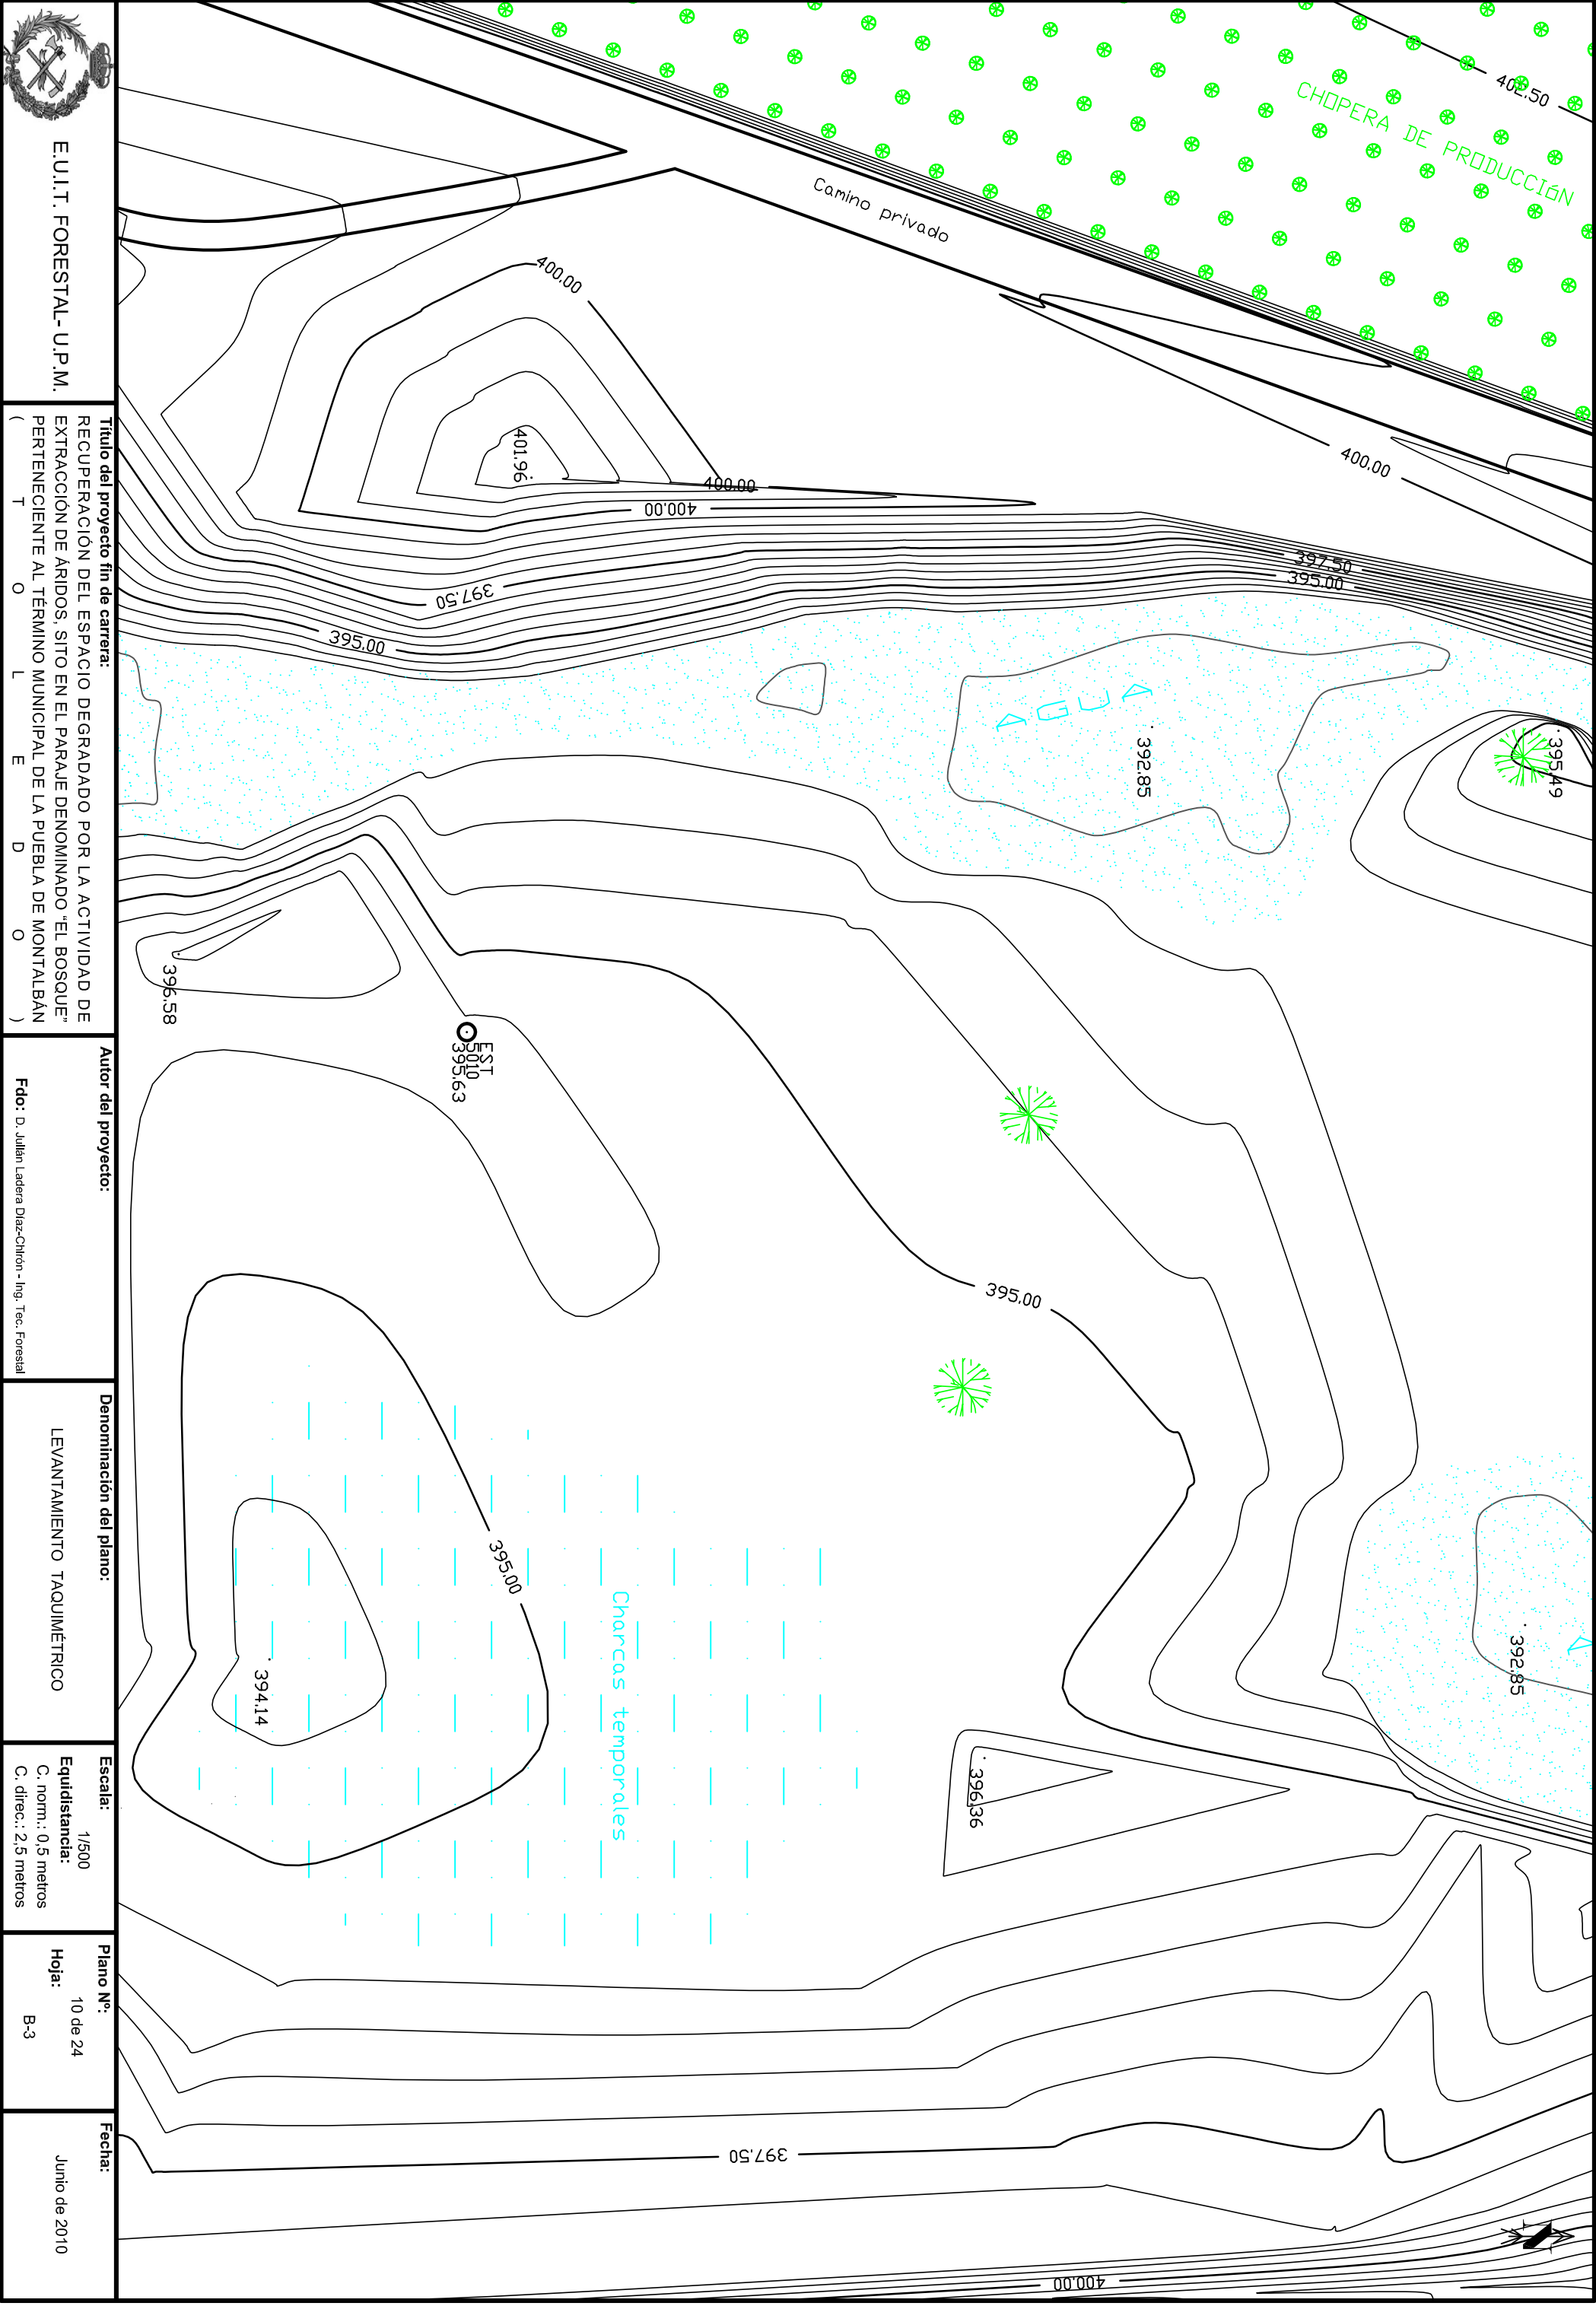 402.50
CHOPERA DE PRODUCCIóN
Camino privado
400.00
400.00
401.96
400.00
400.00
397.50
395.00
397.50
395.00
AGUA
392.85
395.49
396.58
EST
5010
395.63
395.00
395.00
Charcas temporales
394.14
392.85
A
396.36
397.50
400.00
N
E.U.I.T. FORESTAL- U.P.M.
Título del proyecto fin de carrera:
RECUPERACIÓN DEL ESPACIO DEGRADADO POR LA ACTIVIDAD DE
EXTRACCIÓN DE ÁRIDOS, SITO EN EL PARAJE DENOMINADO "EL BOSQUE"
PERTENECIENTE AL TÉRMINO MUNICIPAL DE LA PUEBLA DE MONTALBÁN
( T O L E D O )
Autor del proyecto:
Fdo: D. Julián Ladera Díaz-Chirón - Ing. Tec. Forestal
Denominación del plano:
LEVANTAMIENTO TAQUIMÉTRICO
Escala:
1/500
Equidistancia:
C. norm.: 0,5 metros
C. direc.: 2,5 metros
Plano Nº:
10 de 24
Hoja:
B-3
Fecha:
Junio de 2010